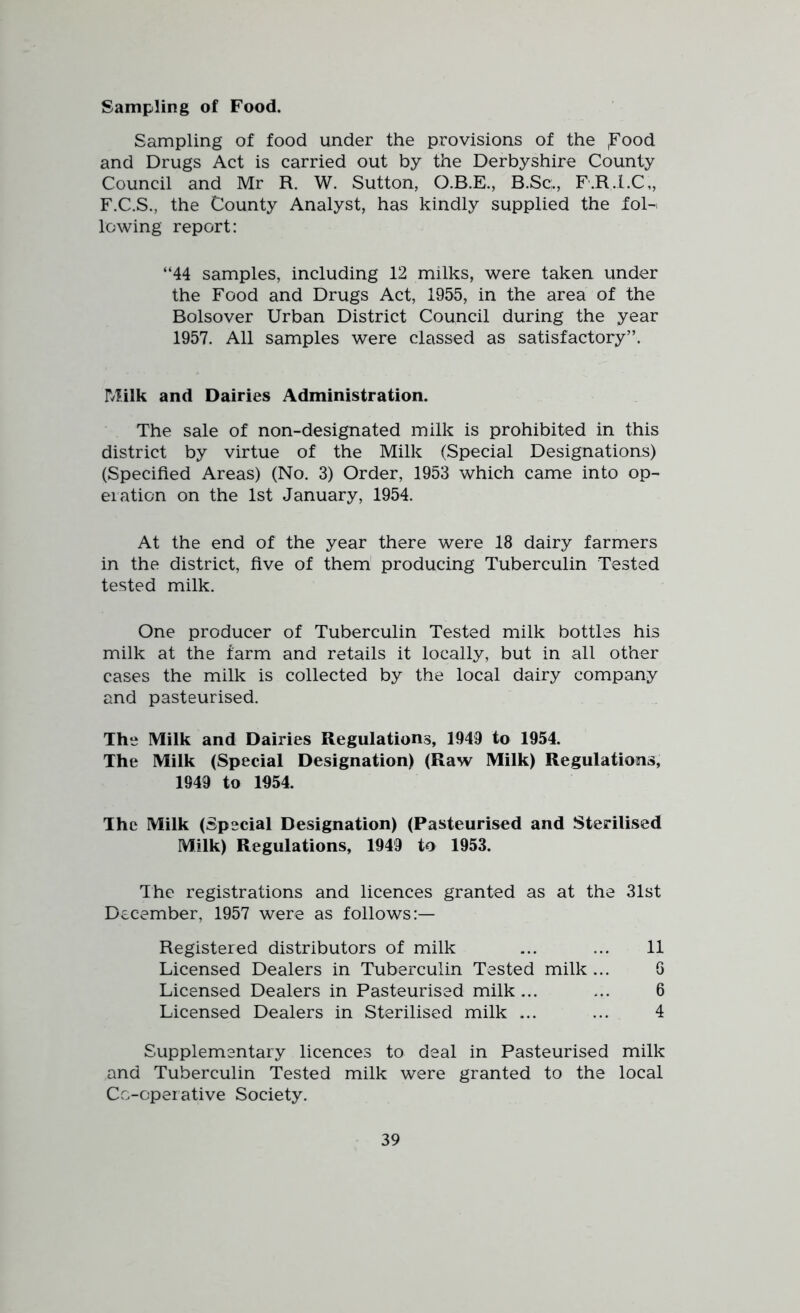 Sampling of Food.
Sampling of food under the provisions of the Food
and Drugs Act is carried out by the Derbyshire County
Council and Mr R. W. Sutton, O.B.E., B.Sc., F.R.I.C.,
F.C.S., the County Analyst, has kindly supplied the fol-
lowing report:
“44 samples, including 12 milks, were taken under
the Food and Drugs Act, 1955, in the area of the
Bolsover Urban District Council during the year
1957. All samples were classed as satisfactory”.
Milk and Dairies Administration.
The sale of non-designated milk is prohibited in this
district by virtue of the Milk (Special Designations)
(Specified Areas) (No. 3) Order, 1953 which came into op-
eration on the 1st January, 1954.
At the end of the year there were 18 dairy farmers
in the district, five of them producing Tuberculin Tested
tested milk.
One producer of Tuberculin Tested milk bottles his
milk at the farm and retails it locally, but in all other
cases the milk is collected by the local dairy company
and pasteurised.
The Milk and Dairies Regulations, 1949 to 1954.
The Milk (Special Designation) (Raw Milk) Regulations,
1949 to 1954.
The Milk (Special Designation) (Pasteurised and Sterilised
Milk) Regulations, 1949 to 1953.
The registrations and licences granted as at the 31st
December, 1957 were as follows:—
Registered distributors of milk ... ... 11
Licensed Dealers in Tuberculin Tested milk ... 6
Licensed Dealers in Pasteurised milk ... ... 6
Licensed Dealers in Sterilised milk ... ... 4
Supplementary licences to deal in Pasteurised milk
and Tuberculin Tested milk were granted to the local
Co-operative Society.
39